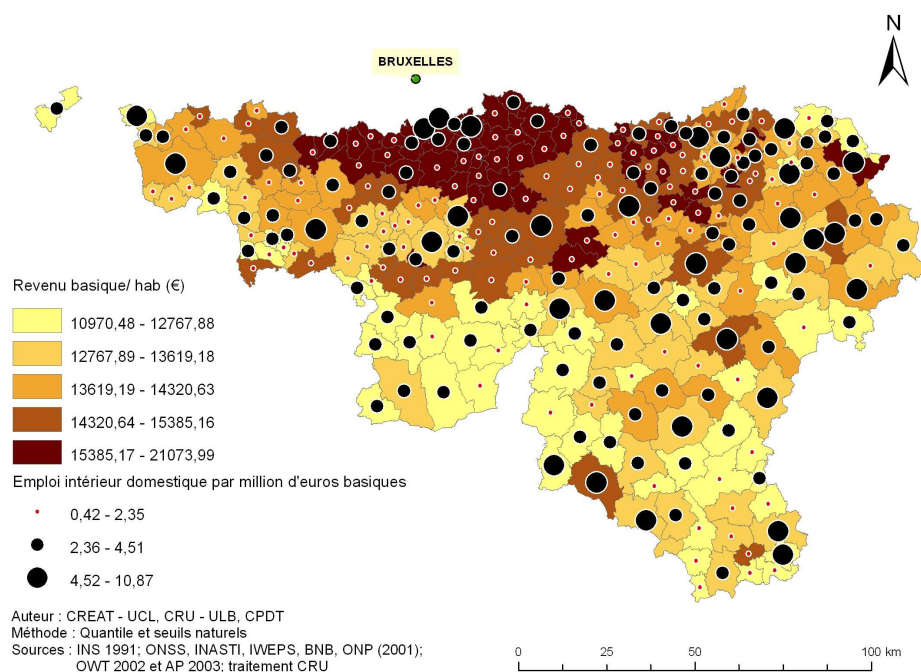 N
BRUXELLES
Revenu basique/ hab (€)
10970,48 - 12767,88
12767,89 - 13619,18
13619,19 - 14320,63
14320,64 - 15385,16
15385,17 - 21073,99
Emploi intérieur domestique par million d'euros basiques
0,42 - 2,35
2,36 - 4,51
4,52 - 10,87
Auteur : CREAT - UCL, CRU - ULB, CPDT
Méthode : Quantile et seuils naturels
Sources : INS 1991; ONSS, INASTI, IWEPS, BNB, ONP (2001);
OWT 2002 et AP 2003; traitement CRU
0 25 50 100 km